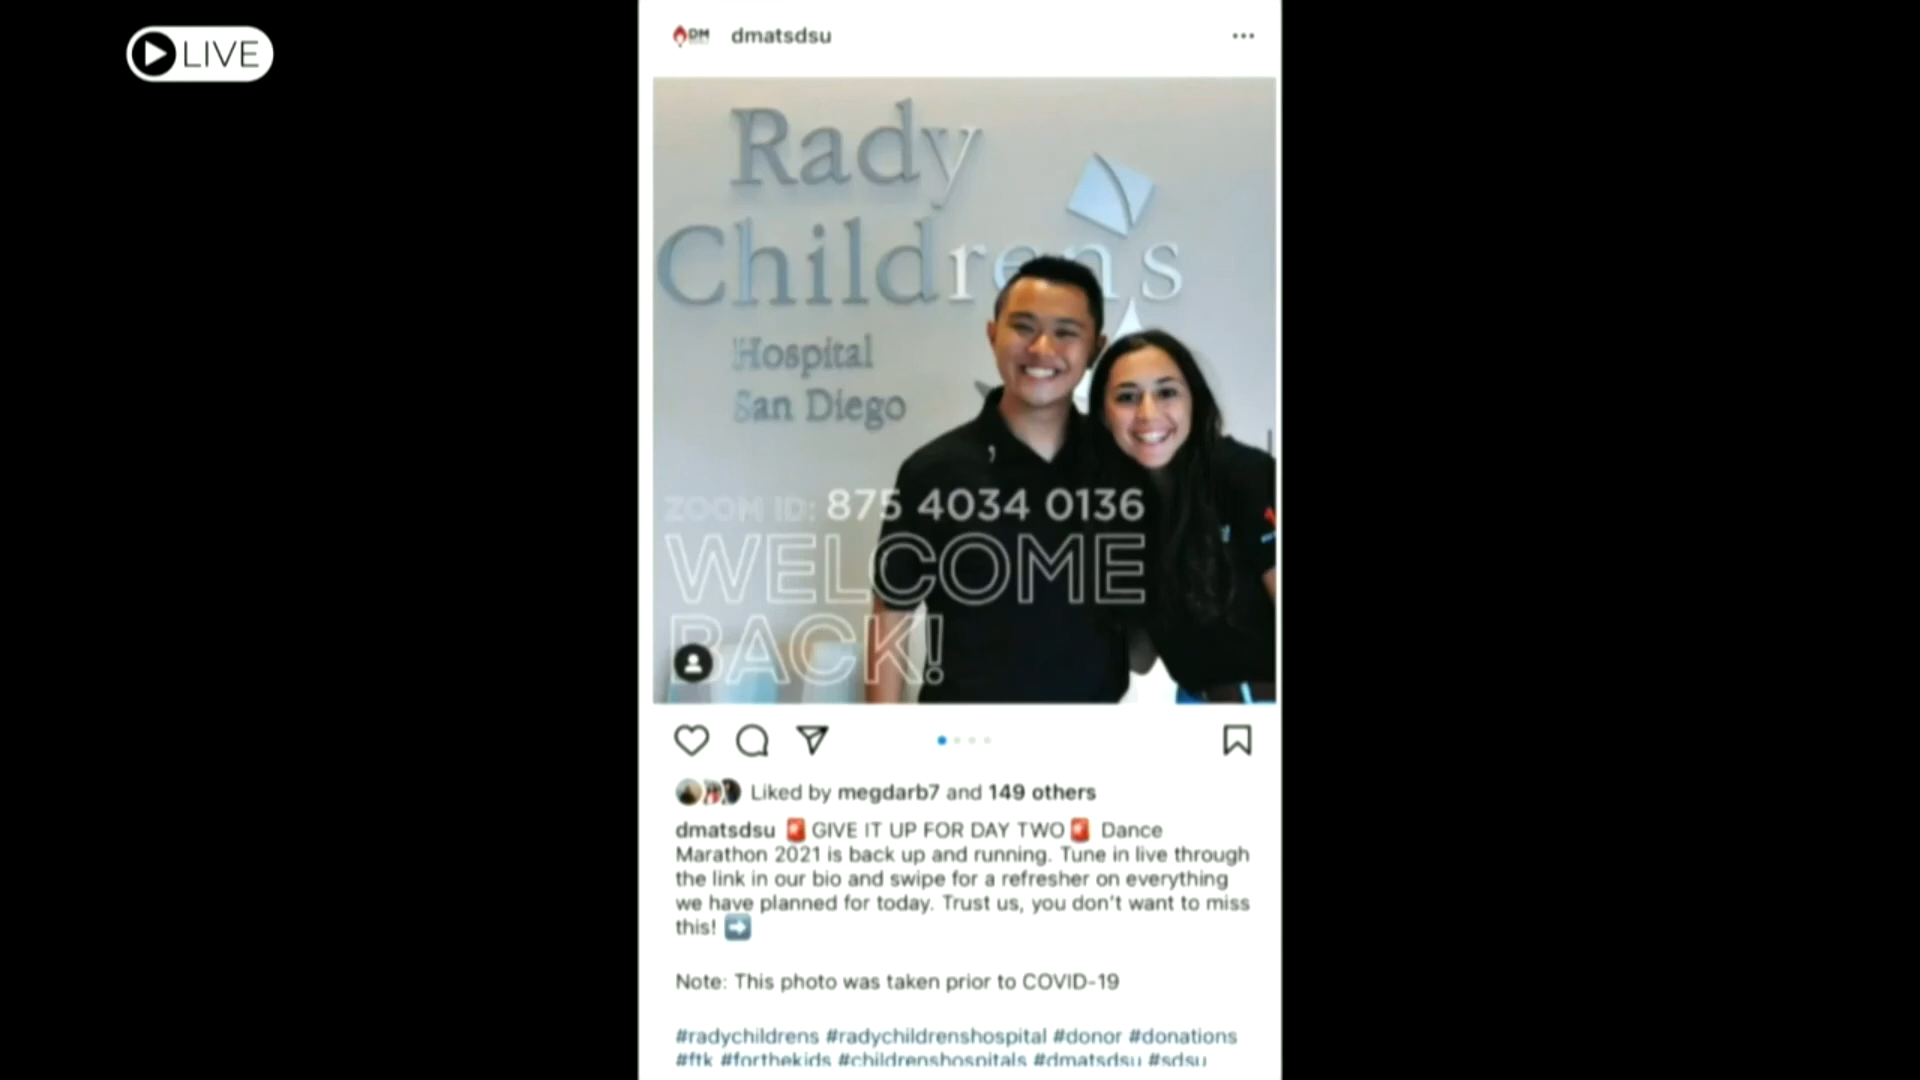 LIVE
DM dmatsdsu
Rady
Children's
Hospital
San Diego
ZOOM ID: 875 4034 0136
WELCOME
BACK!
Liked by megdarb7 and 149 others
dmatsdsu 🚨 GIVE IT UP FOR DAY TWO 🚨 Dance
Marathon 2021 is back up and running. Tune in live through
the link in our bio and swipe for a refresher on everything
we have planned for today. Trust us, you don't want to miss
this! ➡️
Note: This photo was taken prior to COVID-19
#radychildrens #radychildrenshospital #donor #donations
#ftk #forthekids #childrenshospitals #dmatsdsu #sdsu